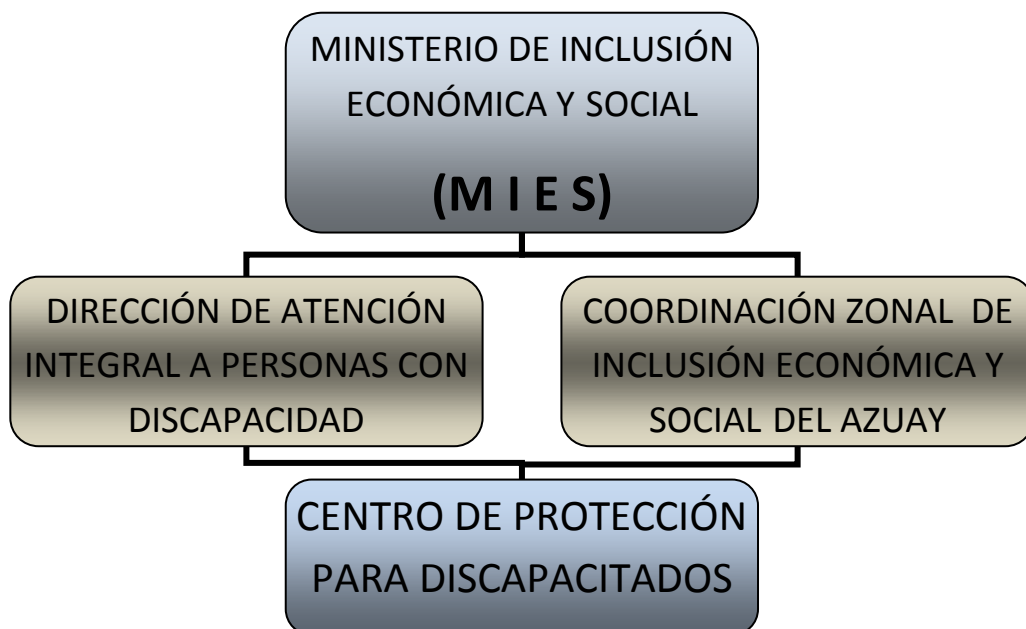 MINISTERIO DE INCLUSIÓN
ECONÓMICA Y SOCIAL
(M I E S)
DIRECCIÓN DE ATENCIÓN
INTEGRAL A PERSONAS CON
DISCAPACIDAD
COORDINACIÓN ZONAL DE
INCLUSIÓN ECONÓMICA Y
SOCIAL DEL AZUAY
CENTRO DE PROTECCIÓN
PARA DISCAPACITADOS